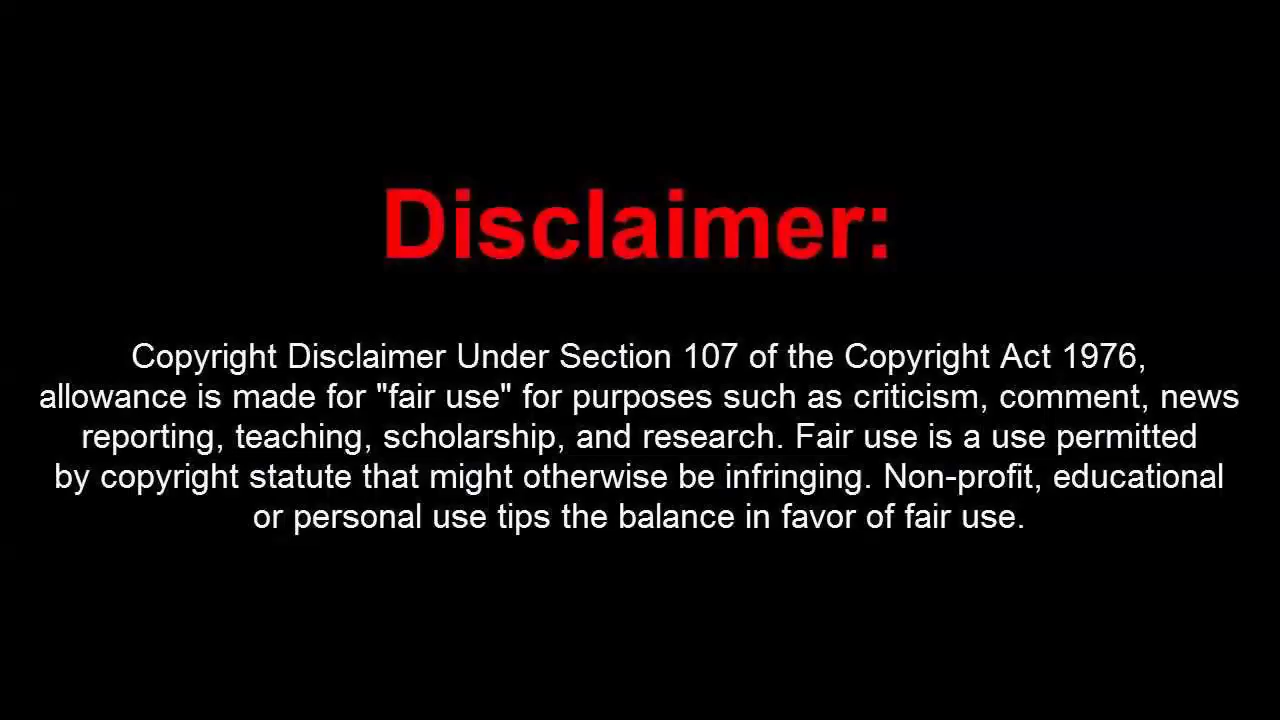 Disclaimer:
Copyright Disclaimer Under Section 107 of the Copyright Act 1976,
allowance is made for "fair use" for purposes such as criticism, comment, news
reporting, teaching, scholarship, and research. Fair use is a use permitted
by copyright statute that might otherwise be infringing. Non-profit, educational
or personal use tips the balance in favor of fair use.